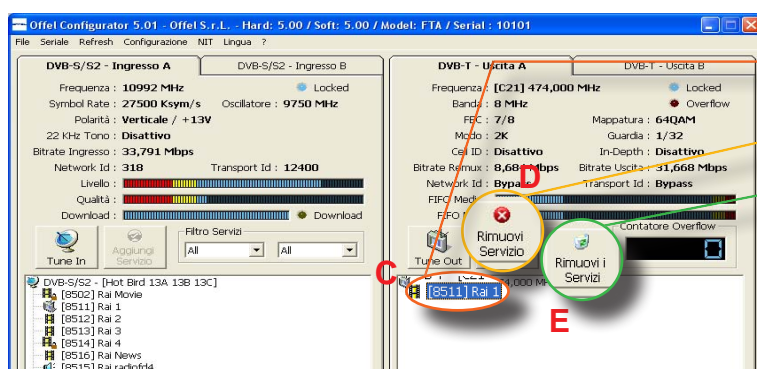 Offel Configurator 5.01 - Offel S.r.L. - Hard: 5.00 / Soft: 5.00 / Model: FTA / Serial : 10101
File Seriale Refresh Configurazione NIT Lingua ?
DVB-S/S2 - Ingresso A
DVB-S/S2 - Ingresso B
Frequenza : 10992 MHz
Locked
Symbol Rate : 27500 Ksym/s
Oscillatore : 9750 MHz
Polarità : Verticale / +13V
22 KHz Tono : Disattivo
Bitrate Ingresso : 33,791 Mbps
Network Id : 318
Transport Id : 12400
Livello :
Qualità :
Download :
Download
Tune In
Aggiungi
Servizio
Filtro Servizi
All
All
DVB-S/S2 - [Hot Bird 13A 13B 13C]
[8502] Rai Movie
[8511] Rai 1
[8512] Rai 2
[8513] Rai 3
[8514] Rai 4
[8516] Rai News
[8515] Rai radiofd4
DVB-T - Uscita A
DVB-T - Uscita B
Frequenza : [C21] 474,000 MHz
Locked
Banda : 8 MHz
Overflow
FEC : 7/8
Mappatura : 64QAM
Modo : 2K
Guardia : 1/32
Cell ID : Disattivo
In-Depth : Disattivo
Bitrate Remux : 8,684 Mbps
Bitrate Uscita : 31,668 Mbps
Network Id : Bypass
Transport Id : Bypass
FIFO
FIFO
D
Rimuovi
Servizio
Tune Out
Rimuovi i
Servizi
Contatore Overflow
0
C
[8511] Rai 1
E